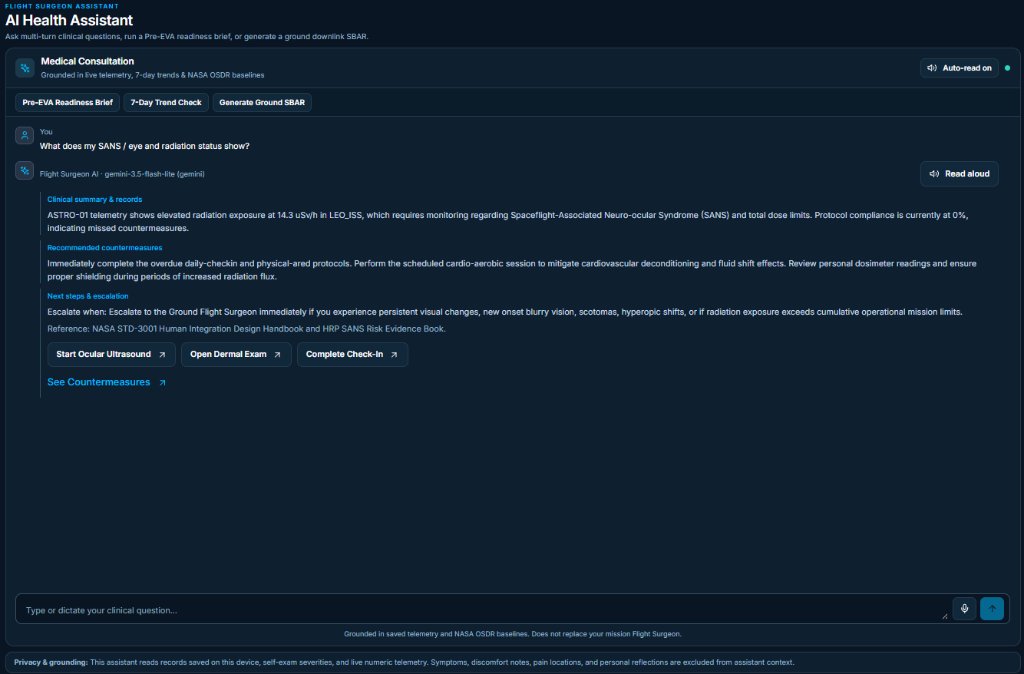 FLIGHT SURGEON ASSISTANT
AI Health Assistant
Ask multi-turn clinical questions, run a Pre-EVA readiness brief, or generate a ground downlink SBAR.
Medical Consultation
Grounded in live telemetry, 7-day trends & NASA OSDR baselines
Auto-read on
Pre-EVA Readiness Brief
7-Day Trend Check
Generate Ground SBAR
You
What does my SANS / eye and radiation status show?
Flight Surgeon AI · gemini-3.5-flash-lite (gemini)
Read aloud
Clinical summary & records
ASTRO-01 telemetry shows elevated radiation exposure at 14.3 uSv/h in LEO_ISS, which requires monitoring regarding Spaceflight-Associated Neuro-ocular Syndrome (SANS) and total dose limits. Protocol compliance is currently at 0%,
indicating missed countermeasures.
Recommended countermeasures
Immediately complete the overdue daily-checkin and physical-ared protocols. Perform the scheduled cardio-aerobic session to mitigate cardiovascular deconditioning and fluid shift effects. Review personal dosimeter readings and ensure
proper shielding during periods of increased radiation flux.
Next steps & escalation
Escalate when: Escalate to the Ground Flight Surgeon immediately if you experience persistent visual changes, new onset blurry vision, scotomas, hyperopic shifts, or if radiation exposure exceeds cumulative operational mission limits.
Reference: NASA STD-3001 Human Integration Design Handbook and HRP SANS Risk Evidence Book.
Start Ocular Ultrasound
Open Dermal Exam
Complete Check-In
See Countermeasures
Type or dictate your clinical question...
Grounded in saved telemetry and NASA OSDR baselines. Does not replace your mission Flight Surgeon.
Privacy & grounding: This assistant reads records saved on this device, self-exam severities, and live numeric telemetry. Symptoms, discomfort notes, pain locations, and personal reflections are excluded from assistant context.